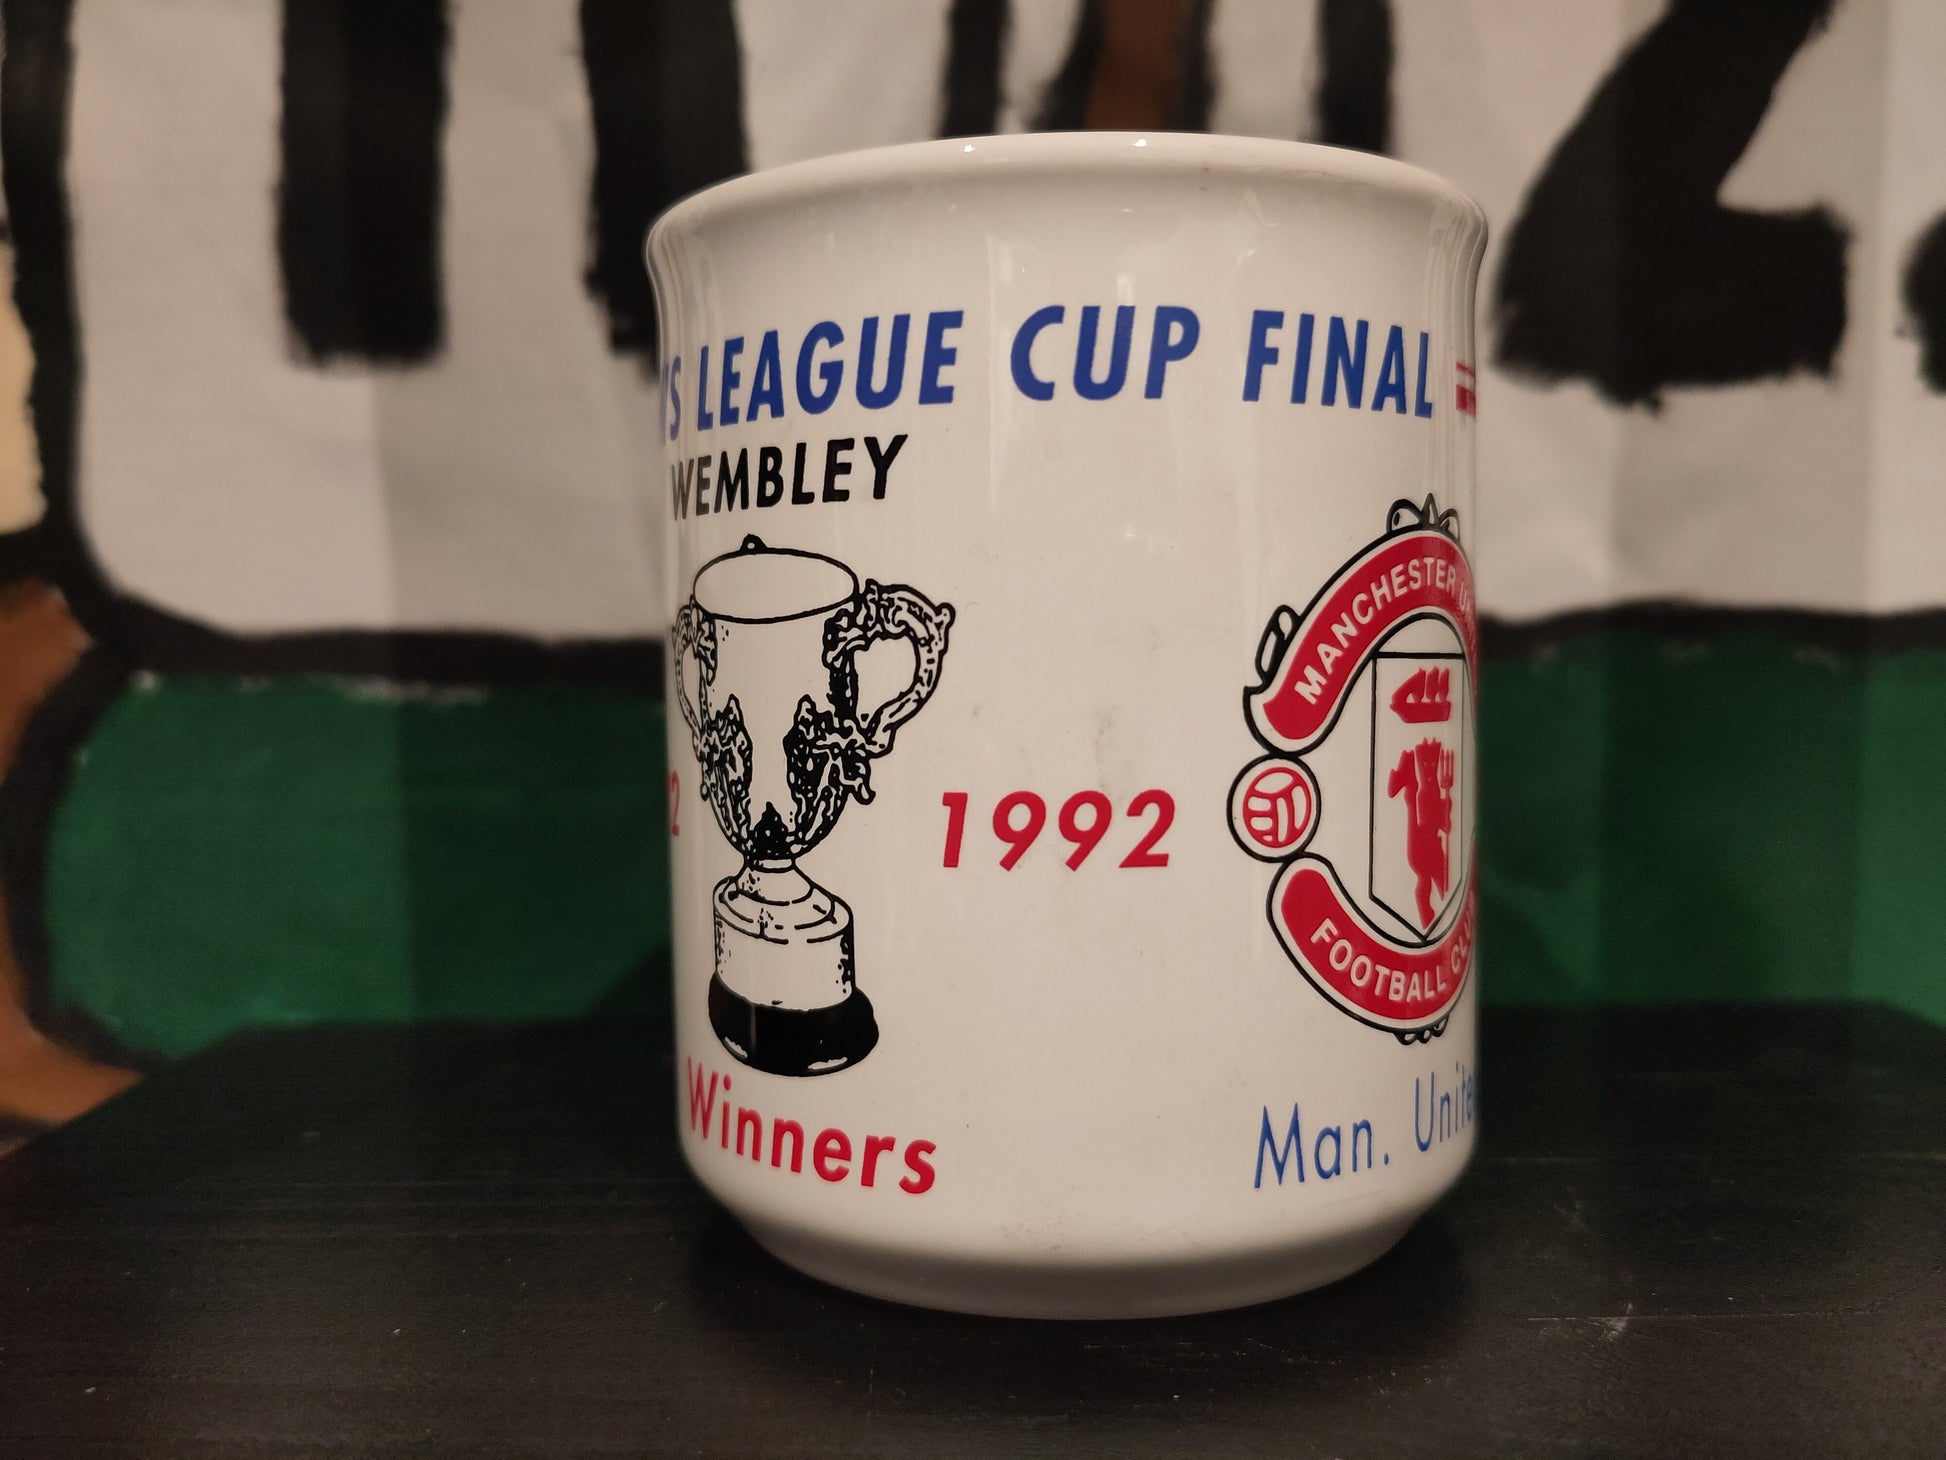 LEAGUE CUP FINAL
WEMBLEY
1992
MANCHESTER
FOOTBALL
Winners
Man.